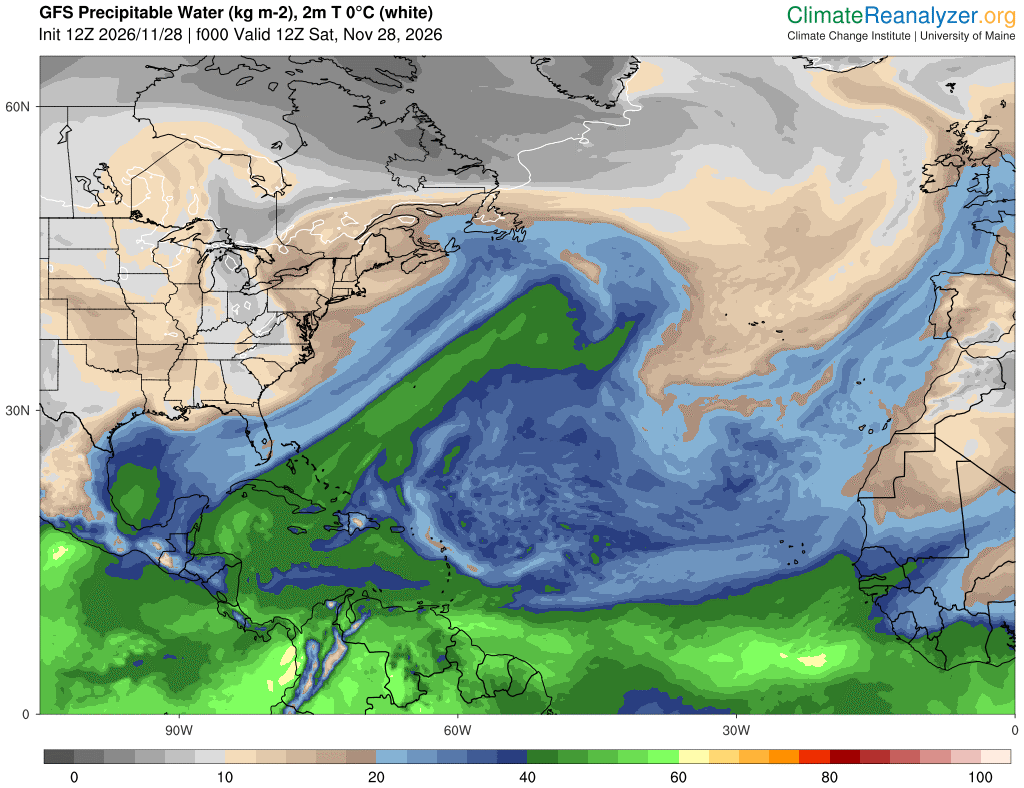 GFS Precipitable Water (kg m-2), 2m T 0°C (white)
Init 12Z 2026/11/28 | f000 Valid 12Z Sat, Nov 28, 2026
ClimateReanalyzer.org
Climate Change Institute | University of Maine
60N
30N
0
90W 60W 30W 0
0 10 20 40 60 80 100